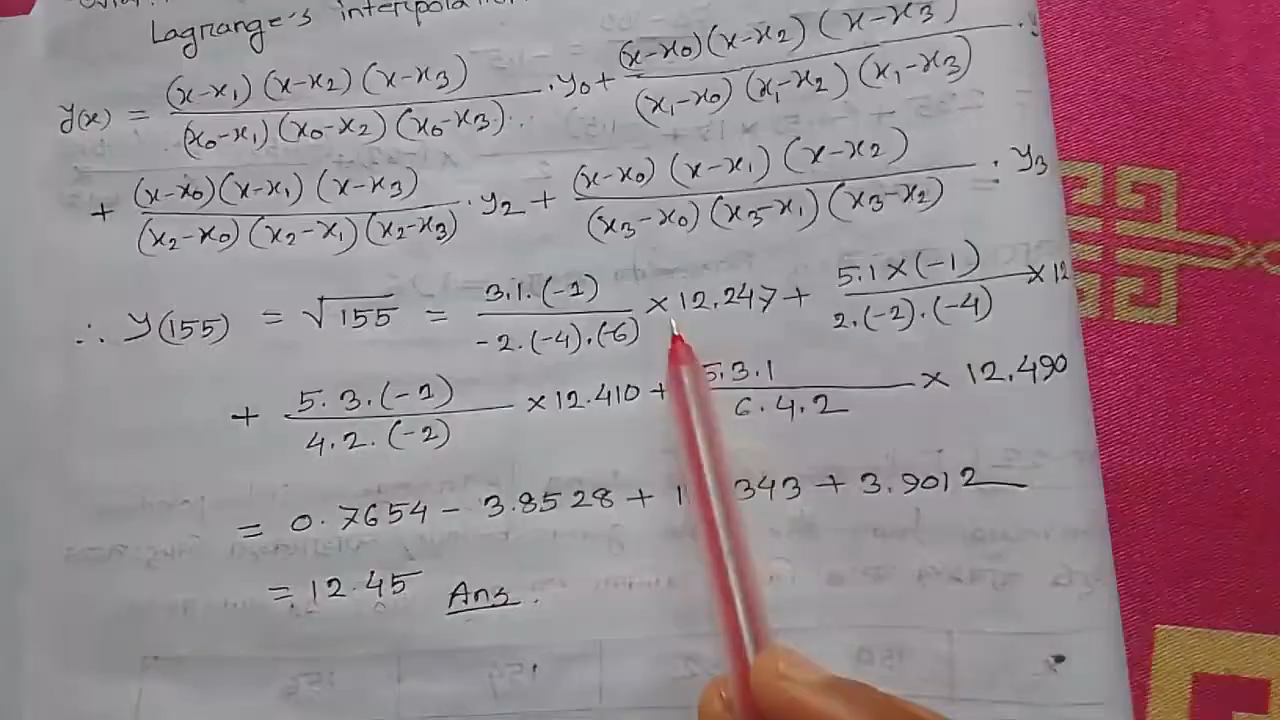 Lagrange's interpolation
y(x) = (x-x₁)(x-x₂)(x-x₃) / (x₀-x₁)(x₀-x₂)(x₀-x₃) . y₀ + (x-x₀)(x-x₂)(x-x₃) / (x₁-x₀)(x₁-x₂)(x₁-x₃) .
+ (x-x₀)(x-x₁)(x-x₃) / (x₂-x₀)(x₂-x₁)(x₂-x₃) . y₂ + (x-x₀)(x-x₁)(x-x₂) / (x₃-x₀)(x₃-x₁)(x₃-x₂) . y₃
∴ y(155) = √155 = 3.1.(-1) / -2.(-4).(-6) × 12.247 + 5.1×(-1) / 2.(-2).(-4) × 12
+ 5.3.(-1) / 4.2.(-2) × 12.410 + 5.3.1 / 6.4.2 × 12.490
= 0.7654 - 3.8528 + 1 343 + 3.9012
= 12.45 Ans.